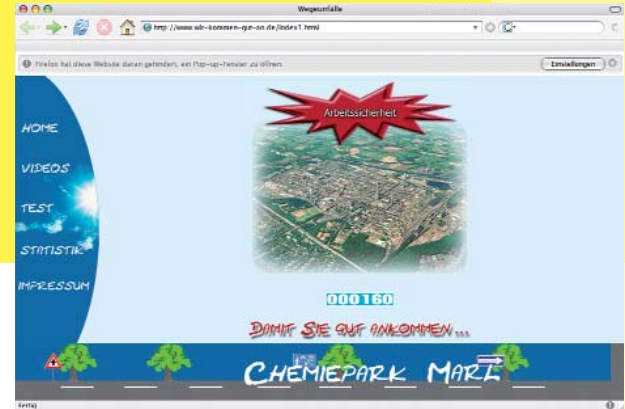 Wegeunfälle
http://www.wir-kommen-gut-an.de/index1.html
Firefox hat diese Website daran gehindert, ein Pop-up-Fenster zu öffnen.
Einstellungen
Arbeitssicherheit
HOME
VIDEOS
TEST
STATISTIK
IMPRESSUM
000160
DAMIT SIE GUT ANKOMMEN...
CHEMIEPARK MARL
Fertig